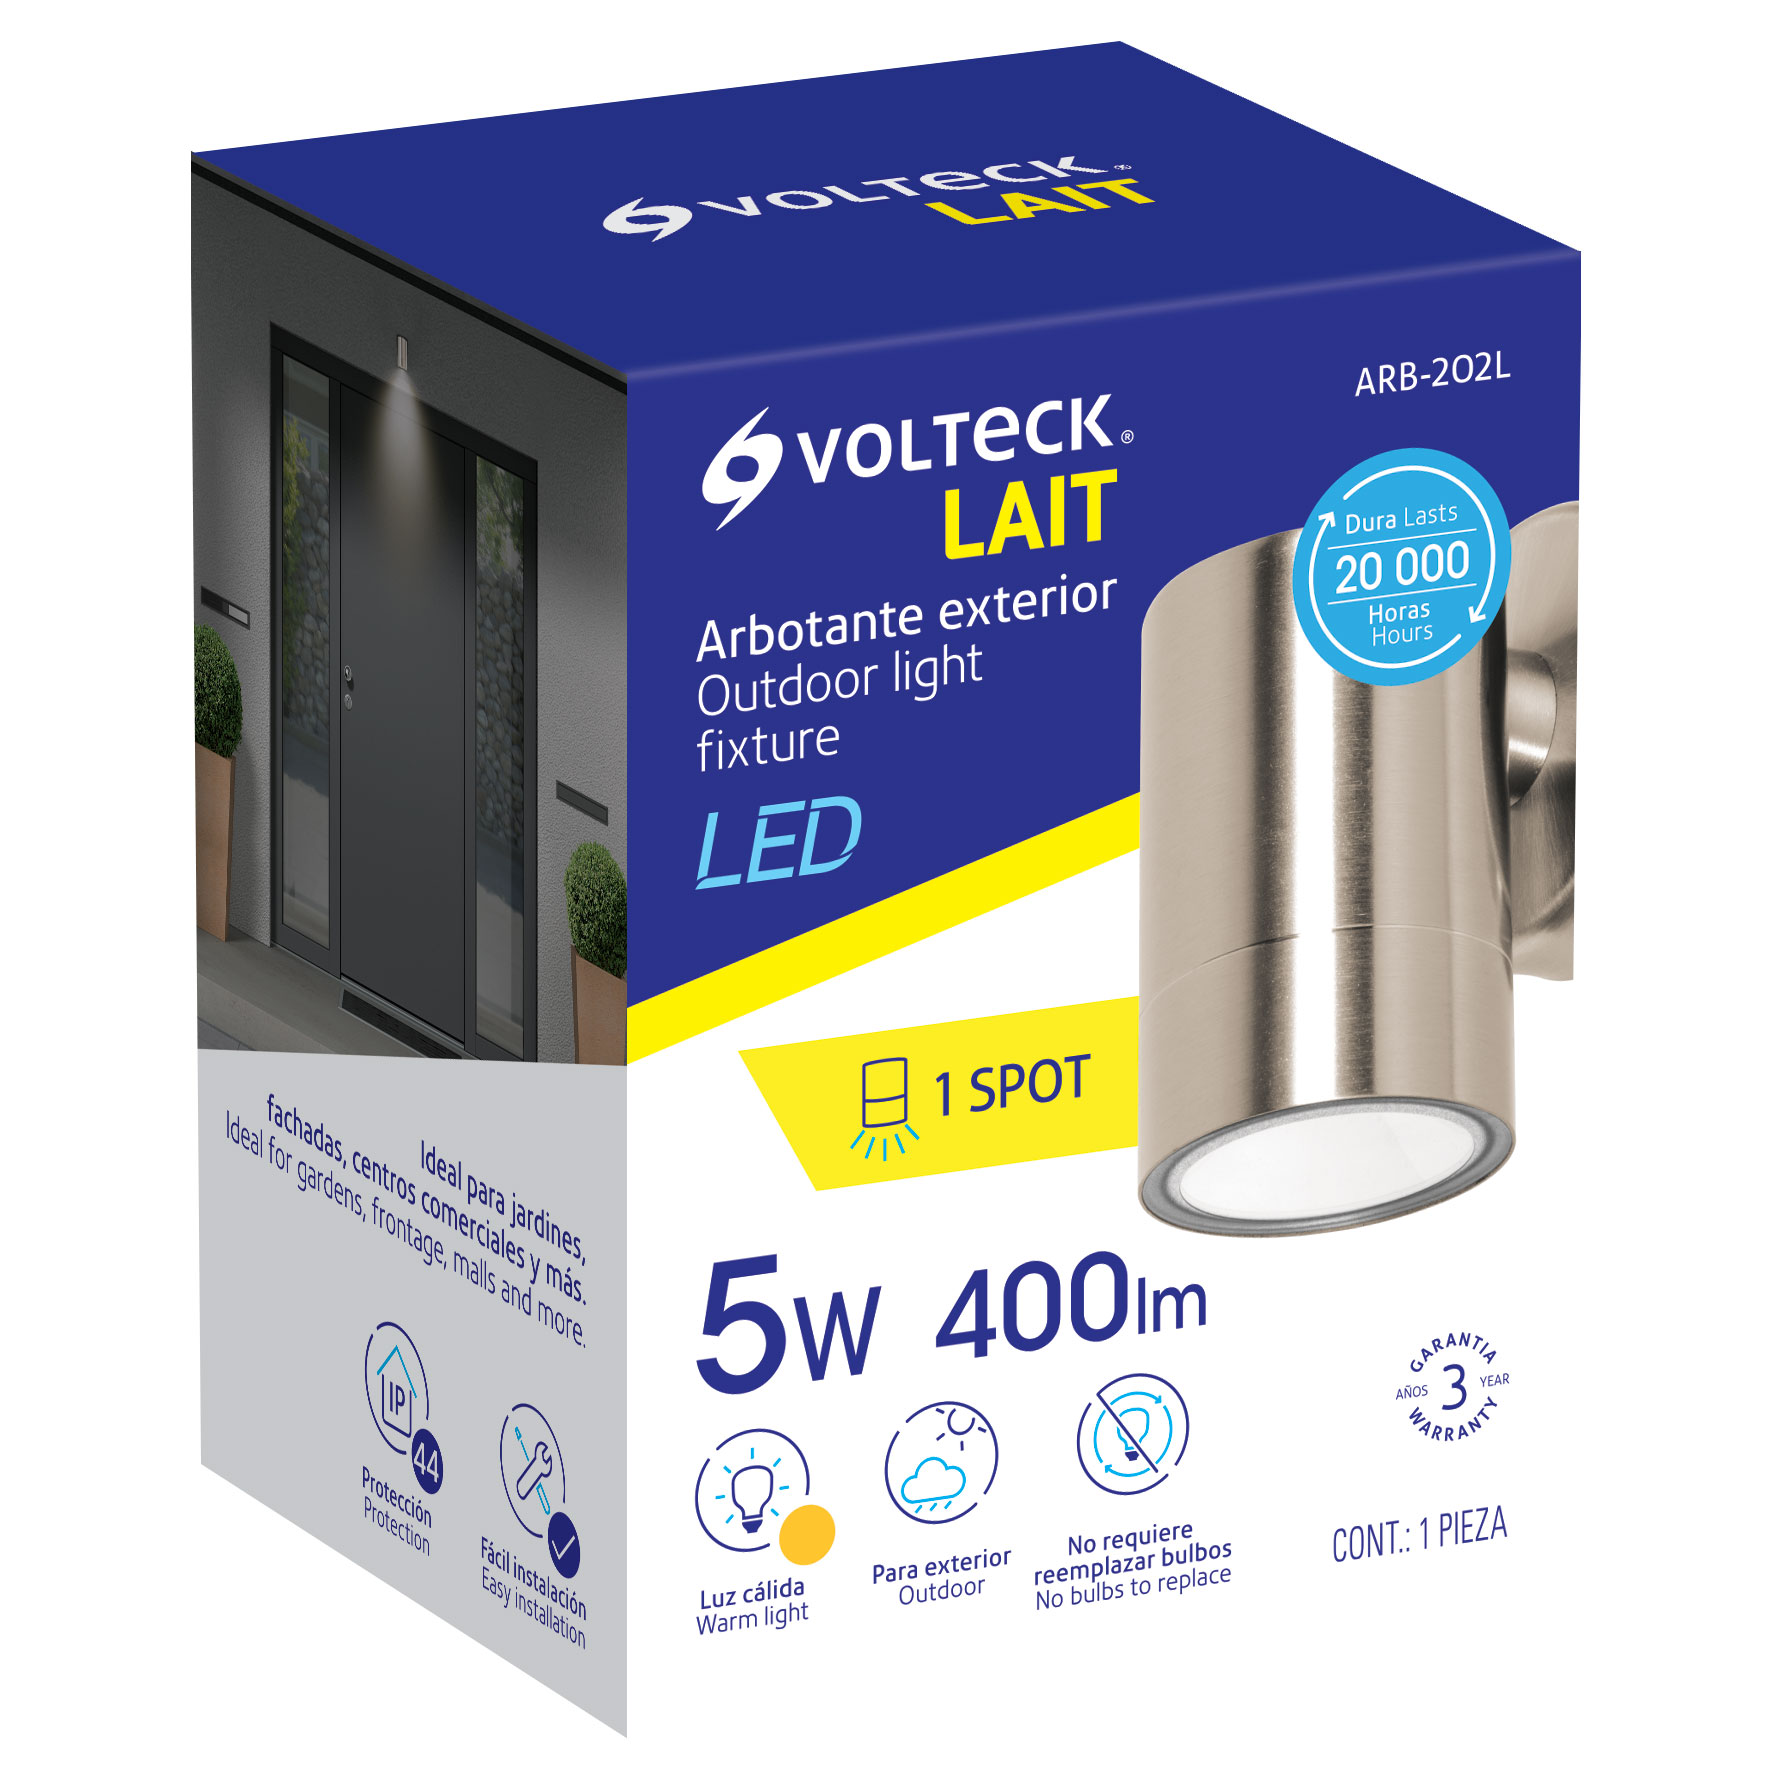 VOLTECK®
LAIT
ARB-202L
VOLTECK®
LAIT
Arbotante exterior
Outdoor light
fixture
LED
Dura Lasts
20 000
Horas
Hours
1 SPOT
5W 400lm
GARANTIA
AÑOS 3 YEAR
WARRANTY
Luz cálida
Warm light
Para exterior
Outdoor
No requiere
reemplazar bulbos
No bulbs to replace
CONT.: 1 PIEZA
Ideal para jardines,
fachadas, centros comerciales y más.
Ideal for gardens, frontage, malls and more.
IP
44
Protección
Protection
Fácil instalación
Easy installation